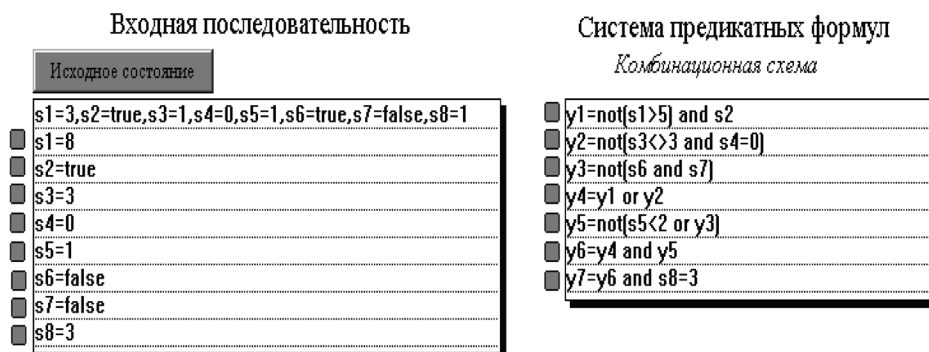 Входная последовательность
Исходное состояние
s1=3,s2=true,s3=1,s4=0,s5=1,s6=true,s7=false,s8=1
s1=8
s2=true
s3=3
s4=0
s5=1
s6=false
s7=false
s8=3
Система предикатных формул
Комбинационная схема
y1=not(s1>5) and s2
y2=not(s3<>3 and s4=0)
y3=not(s6 and s7)
y4=y1 or y2
y5=not(s5<2 or y3)
y6=y4 and y5
y7=y6 and s8=3